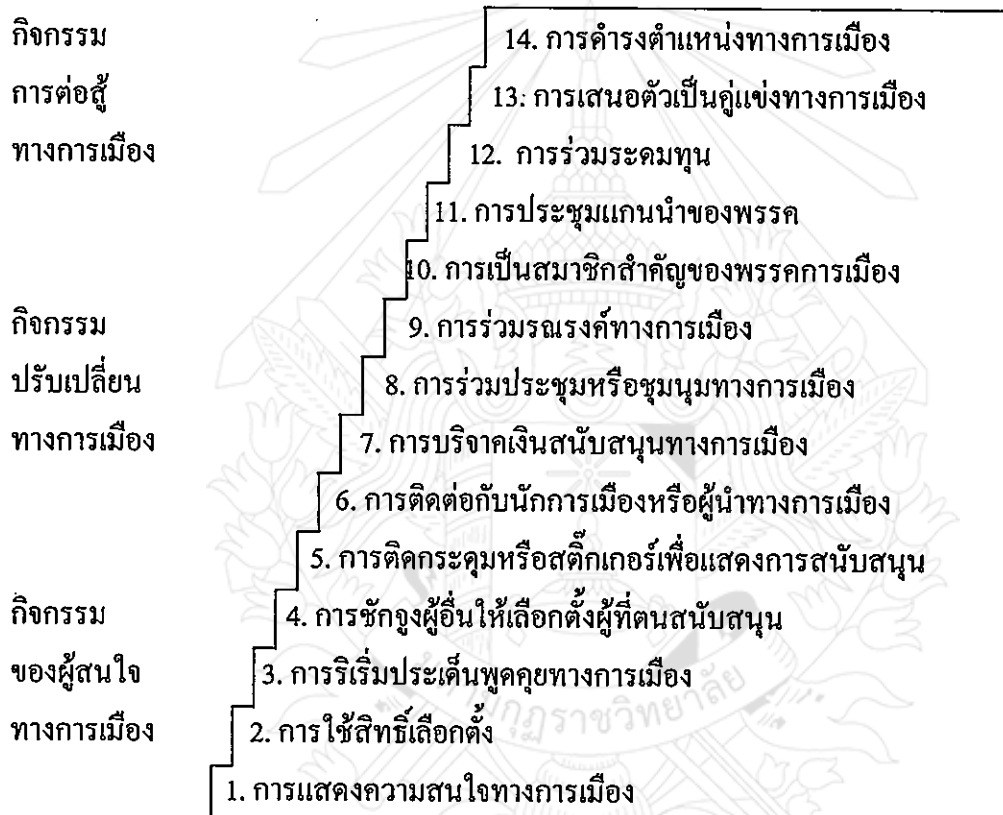 กิจกรรม 14. การดำรงตำแหน่งทางการเมือง
การต่อสู้ 13. การเสนอตัวเป็นคู่แข่งทางการเมือง
ทางการเมือง 12. การร่วมระดมทุน
11. การประชุมแกนนำของพรรค
10. การเป็นสมาชิกสำคัญของพรรคการเมือง
กิจกรรม 9. การร่วมรณรงค์ทางการเมือง
ปรับเปลี่ยน 8. การร่วมประชุมหรือชุมนุมทางการเมือง
ทางการเมือง 7. การบริจาคเงินสนับสนุนทางการเมือง
6. การติดต่อกับนักการเมืองหรือผู้นำทางการเมือง
5. การติดกระดุมหรือสติ๊กเกอร์เพื่อแสดงการสนับสนุน
กิจกรรม 4. การชักจูงผู้อื่นให้เลือกตั้งผู้ที่ตนสนับสนุน
ของผู้สนใจ 3. การริเริ่มประเด็นพูดคุยทางการเมือง
ทางการเมือง 2. การใช้สิทธิ์เลือกตั้ง
1. การแสดงความสนใจทางการเมือง